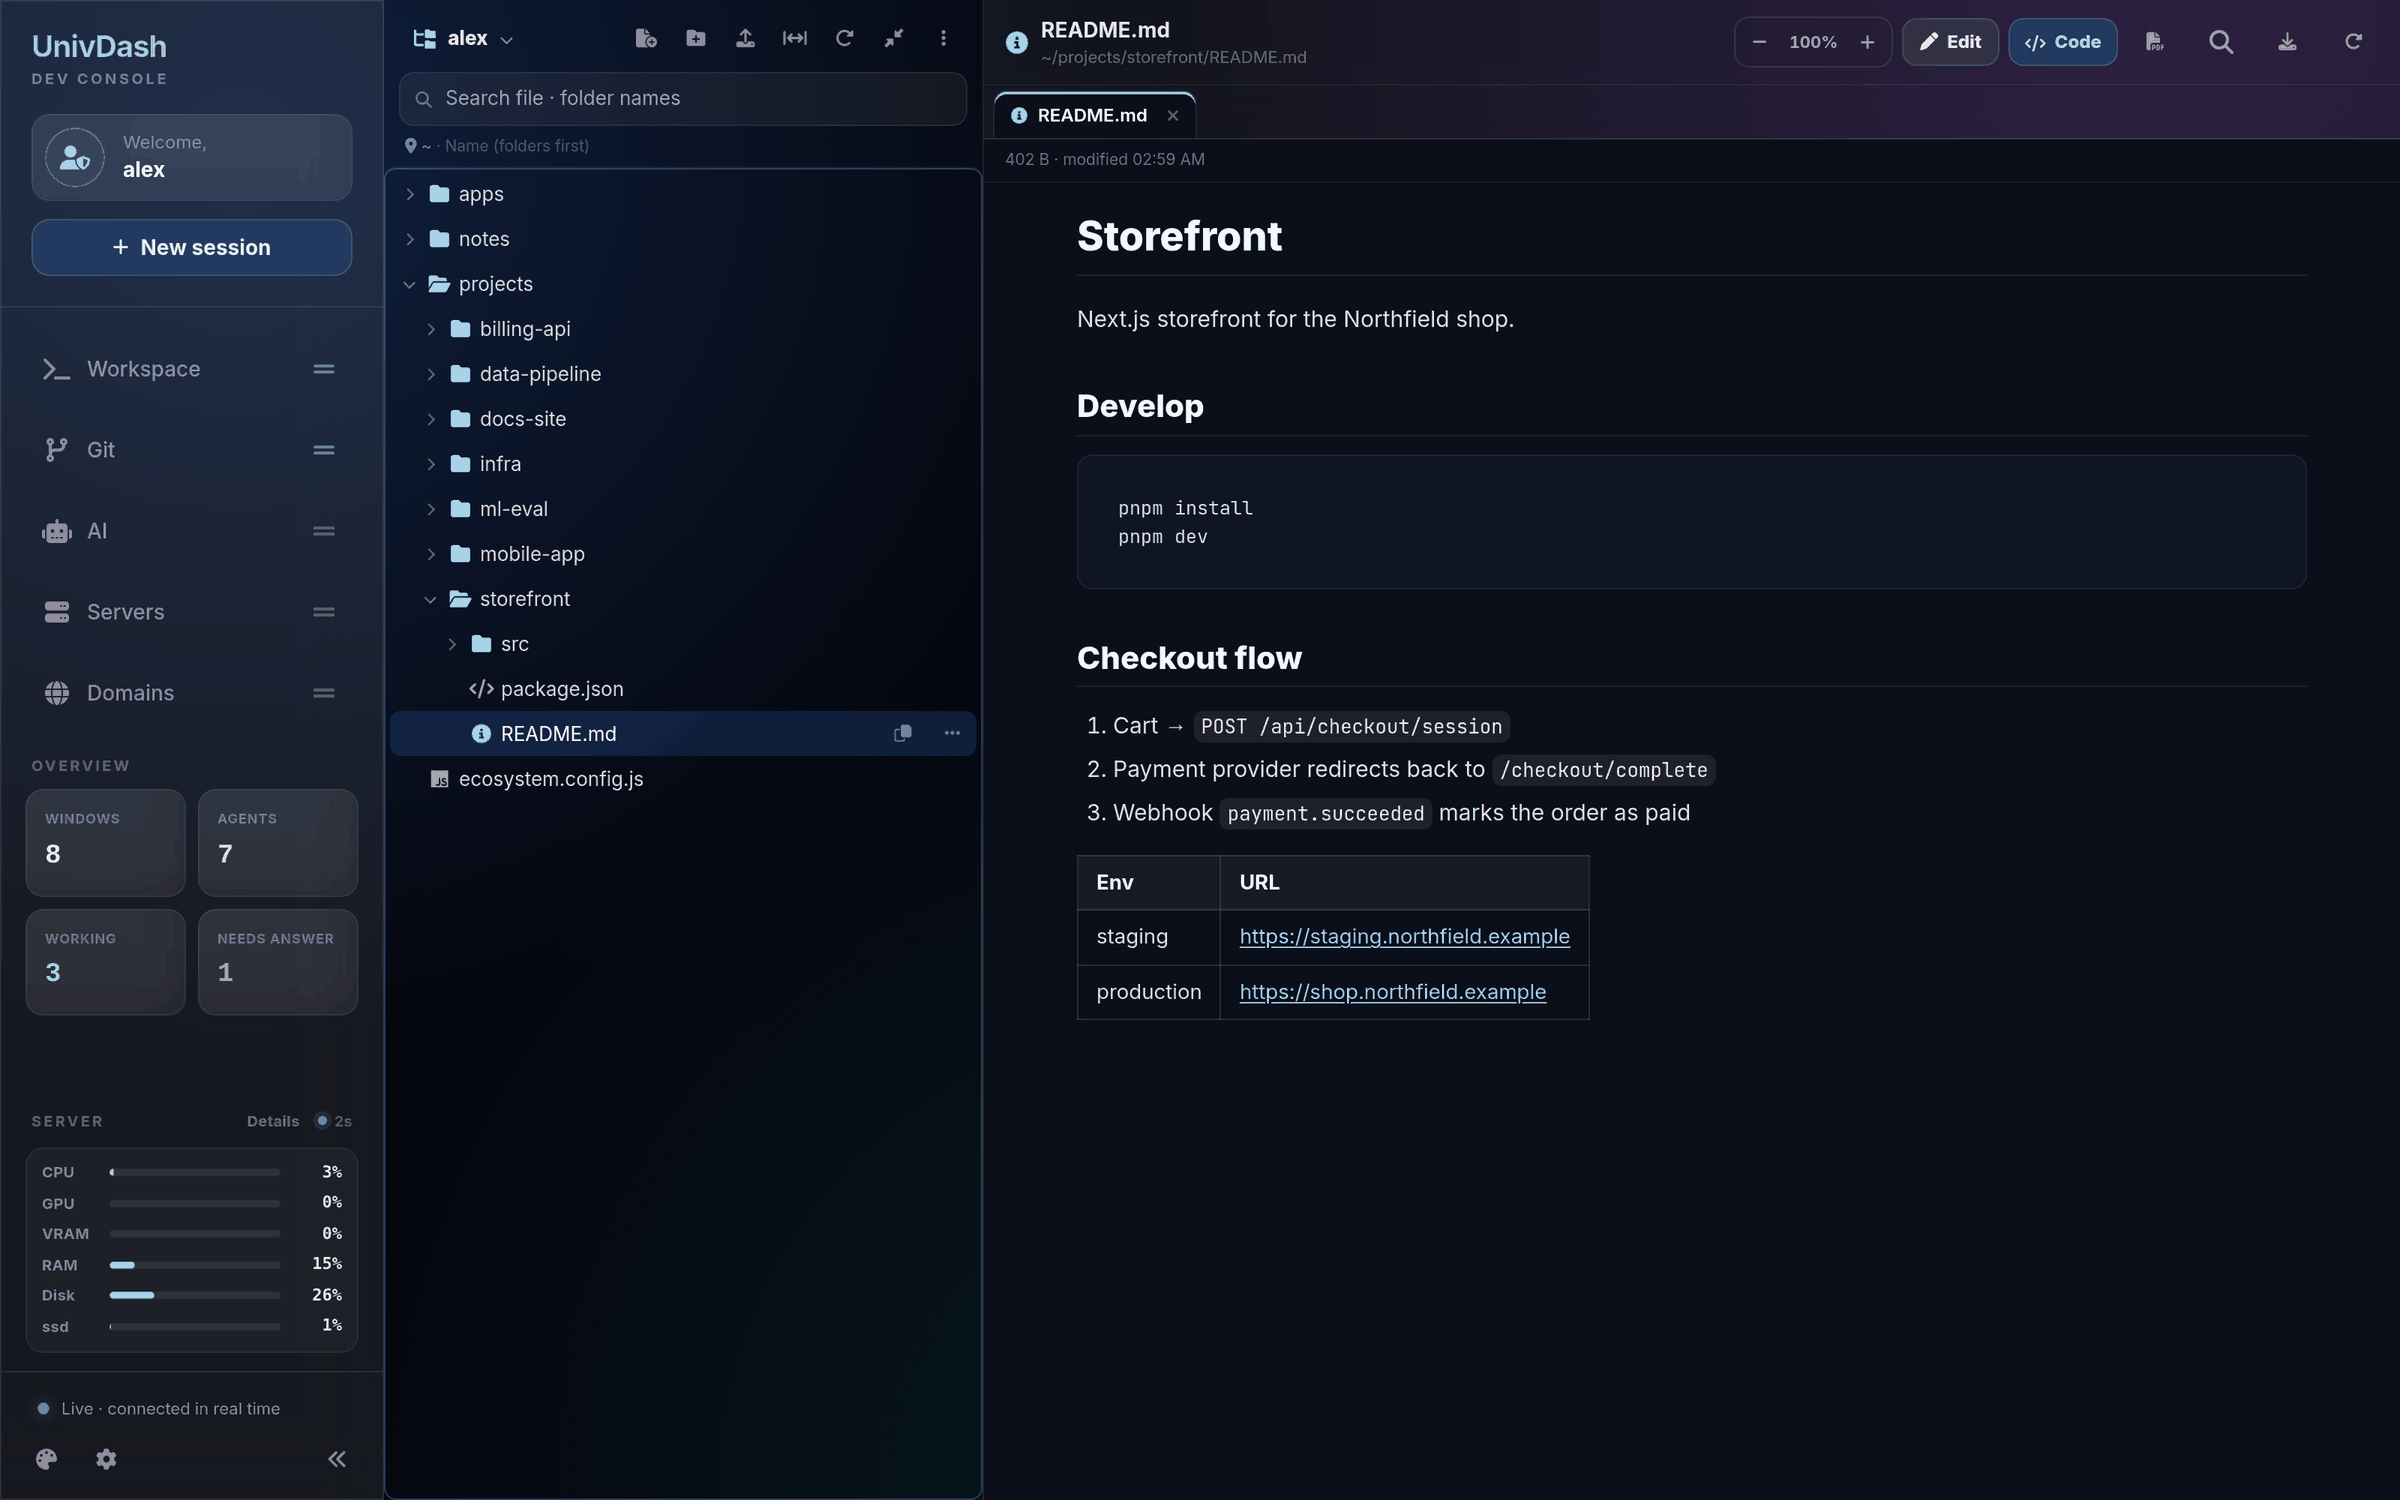 UnivDash
DEV CONSOLE
Welcome,
alex
+ New session
Workspace
Git
AI
Servers
Domains
OVERVIEW
WINDOWS
8
AGENTS
7
WORKING
3
NEEDS ANSWER
1
SERVER
Details
2s
CPU 3%
GPU 0%
VRAM 0%
RAM 15%
Disk 26%
ssd 1%
Live · connected in real time
alex
Search file · folder names
~ · Name (folders first)
apps
notes
projects
billing-api
data-pipeline
docs-site
infra
ml-eval
mobile-app
storefront
src
package.json
README.md
ecosystem.config.js
README.md
~/projects/storefront/README.md
− 100% +
Edit
</> Code
PDF
README.md ×
402 B · modified 02:59 AM
Storefront
Next.js storefront for the Northfield shop.
Develop
pnpm install
pnpm dev
Checkout flow
1. Cart → POST /api/checkout/session
2. Payment provider redirects back to /checkout/complete
3. Webhook payment.succeeded marks the order as paid
Env URL
staging https://staging.northfield.example
production https://shop.northfield.example